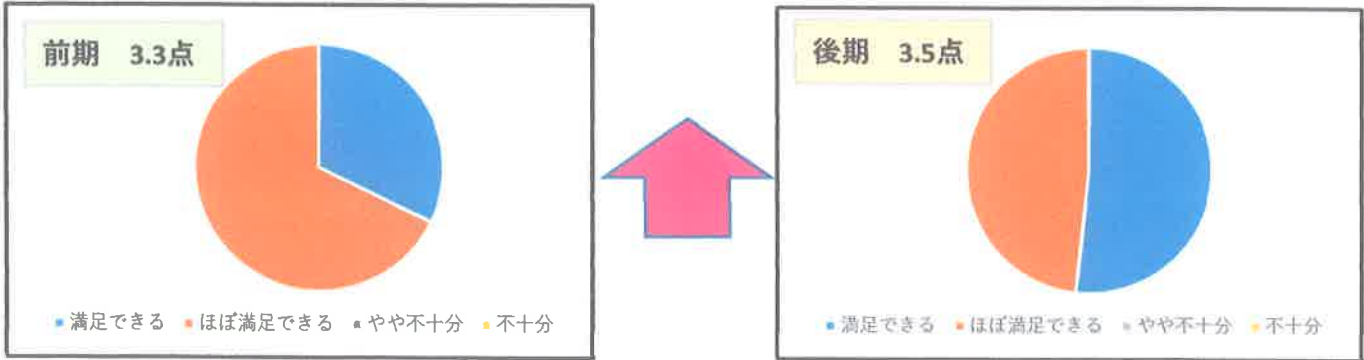 前期 3.3点
満足できる ほぼ満足できる やや不十分 不十分
後期 3.5点
満足できる ほぼ満足できる やや不十分 不十分